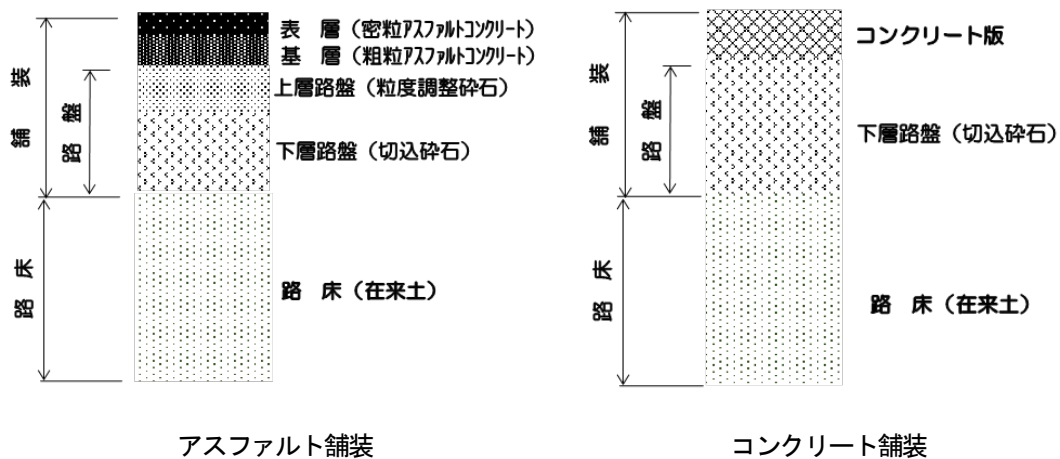 表　層（密粒アスファルトコンクリート）
基　層（粗粒アスファルトコンクリート）
上層路盤（粒度調整砕石）
下層路盤（切込砕石）
路　床（在来土）
舗　装
路　盤
路　床
アスファルト舗装
コンクリート版
下層路盤（切込砕石）
路　床（在来土）
舗　装
路　盤
路　床
コンクリート舗装